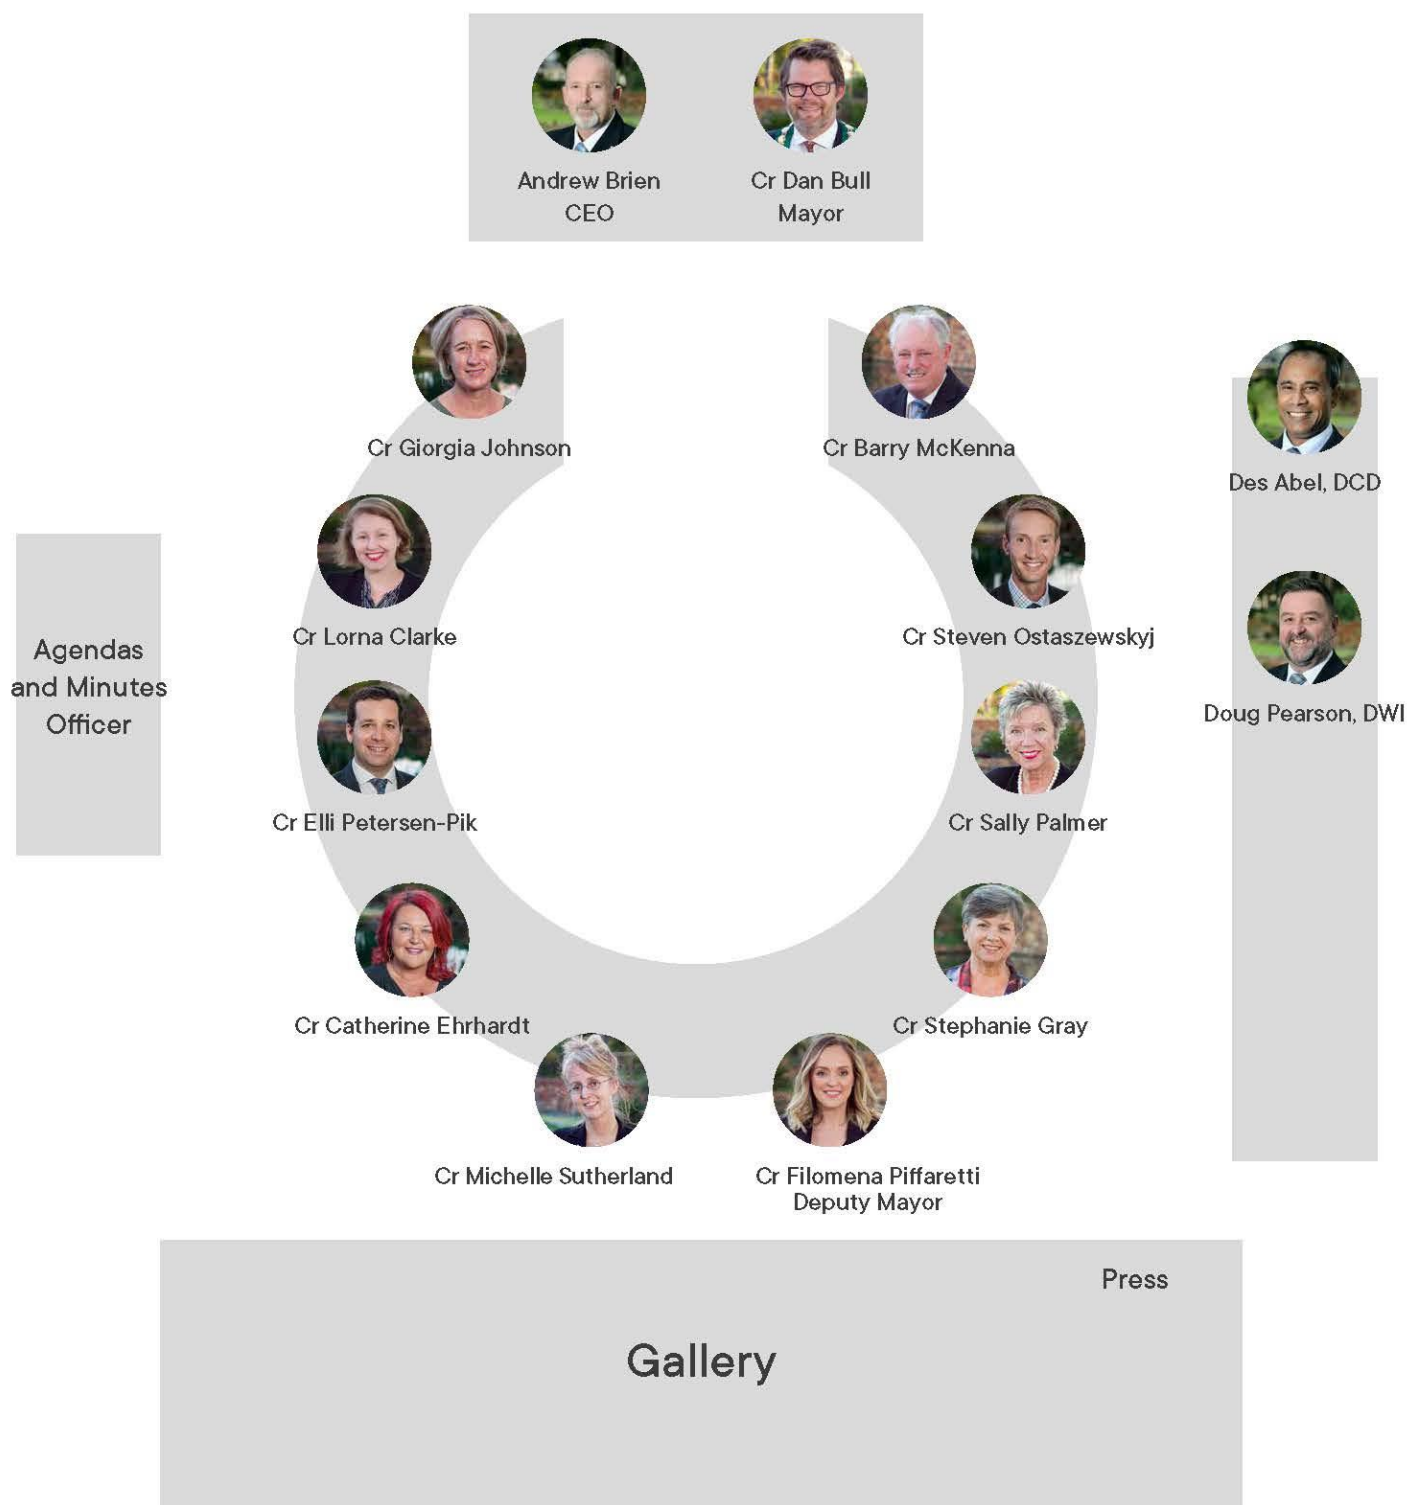 Andrew Brien
CEO
Cr Dan Bull
Mayor
Cr Giorgia Johnson
Cr Barry McKenna
Des Abel, DCD
Cr Lorna Clarke
Cr Steven Ostaszewskyj
Agendas
and Minutes
Officer
Doug Pearson, DWI
Cr Elli Petersen-Pik
Cr Sally Palmer
Cr Catherine Ehrhardt
Cr Stephanie Gray
Cr Michelle Sutherland
Cr Filomena Piffaretti
Deputy Mayor
Press
Gallery